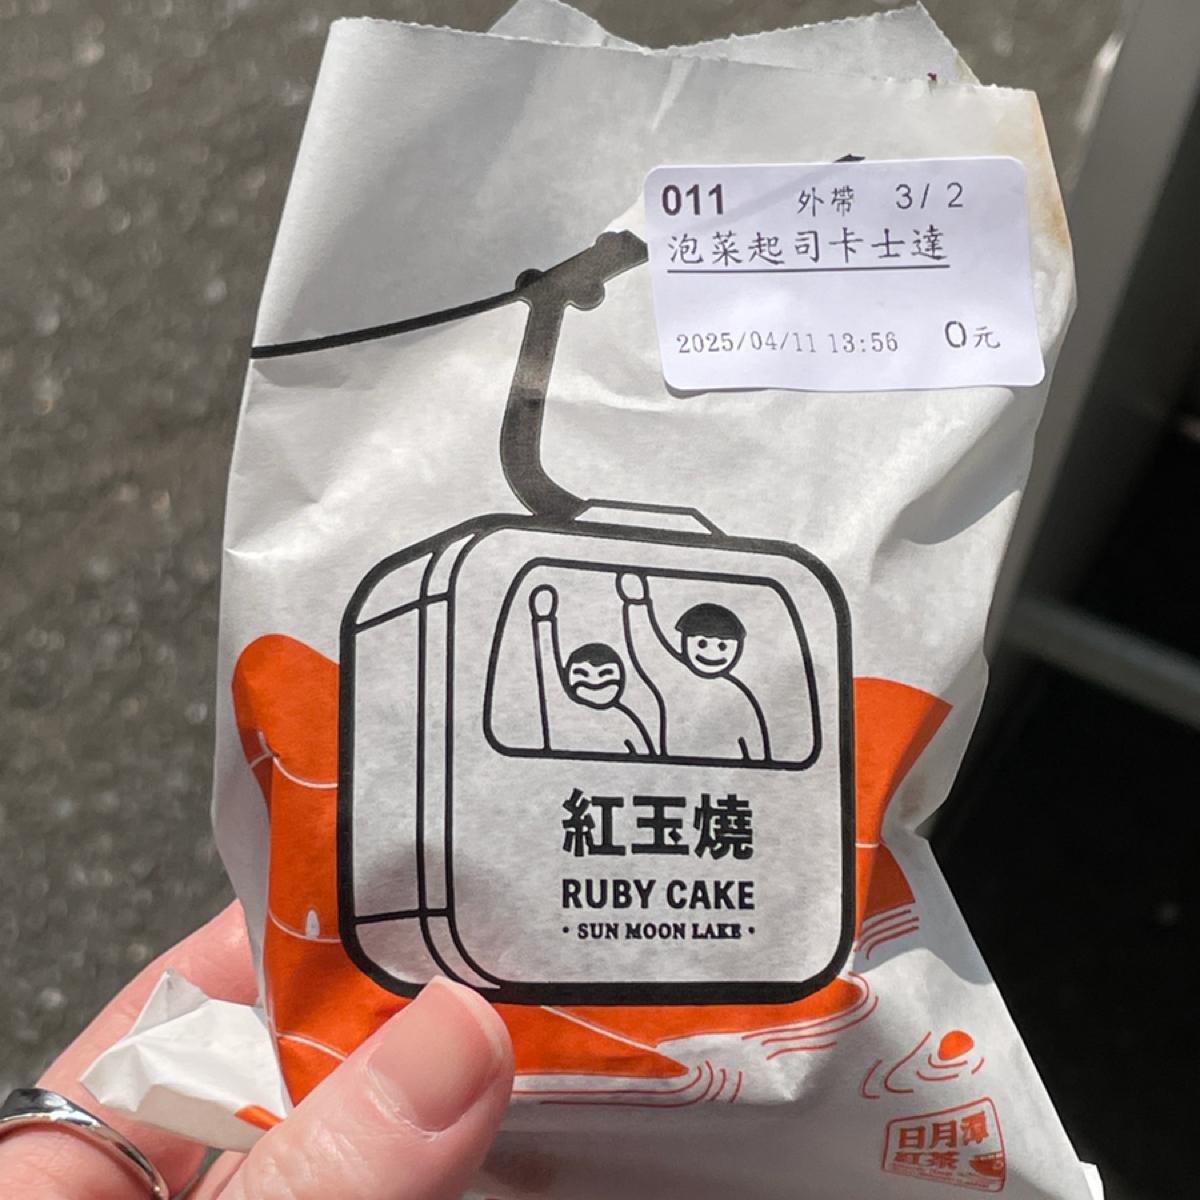 011 外帶 3/ 2
泡菜起司卡士達
2025/04/11 13:56 0元
紅玉燒
RUBY CAKE
· SUN MOON LAKE ·
日月潭
紅茶